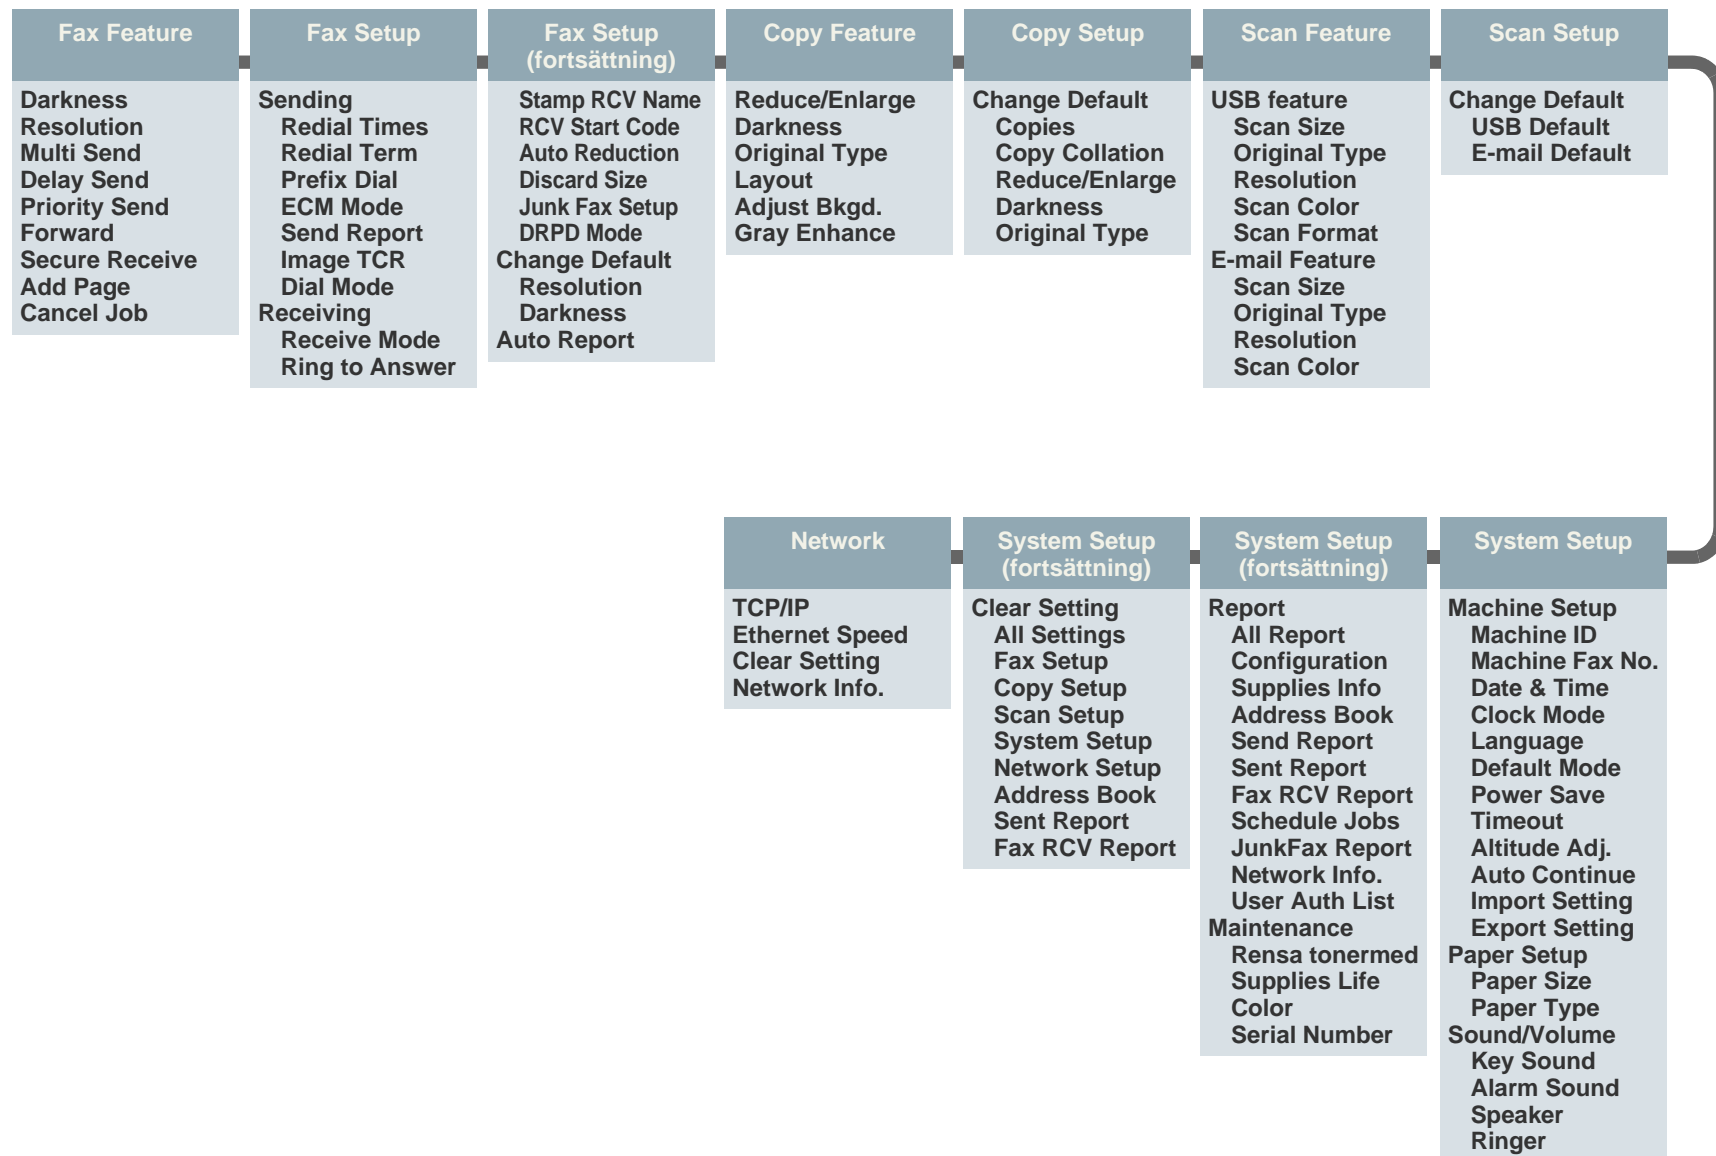 Fax Feature
Darkness
Resolution
Multi Send
Delay Send
Priority Send
Forward
Secure Receive
Add Page
Cancel Job
Fax Setup
Sending
Redial Times
Redial Term
Prefix Dial
ECM Mode
Send Report
Image TCR
Dial Mode
Receiving
Receive Mode
Ring to Answer
Fax Setup
(fortsättning)
Stamp RCV Name
RCV Start Code
Auto Reduction
Discard Size
Junk Fax Setup
DRPD Mode
Change Default
Resolution
Darkness
Auto Report
Copy Feature
Reduce/Enlarge
Darkness
Original Type
Layout
Adjust Bkgd.
Gray Enhance
Copy Setup
Change Default
Copies
Copy Collation
Reduce/Enlarge
Darkness
Original Type
Scan Feature
USB feature
Scan Size
Original Type
Resolution
Scan Color
Scan Format
E-mail Feature
Scan Size
Original Type
Resolution
Scan Color
Scan Setup
Change Default
USB Default
E-mail Default
Network
TCP/IP
Ethernet Speed
Clear Setting
Network Info.
System Setup
(fortsättning)
Clear Setting
All Settings
Fax Setup
Copy Setup
Scan Setup
System Setup
Network Setup
Address Book
Sent Report
Fax RCV Report
System Setup
(fortsättning)
Report
All Report
Configuration
Supplies Info
Address Book
Send Report
Sent Report
Fax RCV Report
Schedule Jobs
JunkFax Report
Network Info.
User Auth List
Maintenance
Rensa tonermed
Supplies Life
Color
Serial Number
System Setup
Machine Setup
Machine ID
Machine Fax No.
Date & Time
Clock Mode
Language
Default Mode
Power Save
Timeout
Altitude Adj.
Auto Continue
Import Setting
Export Setting
Paper Setup
Paper Size
Paper Type
Sound/Volume
Key Sound
Alarm Sound
Speaker
Ringer